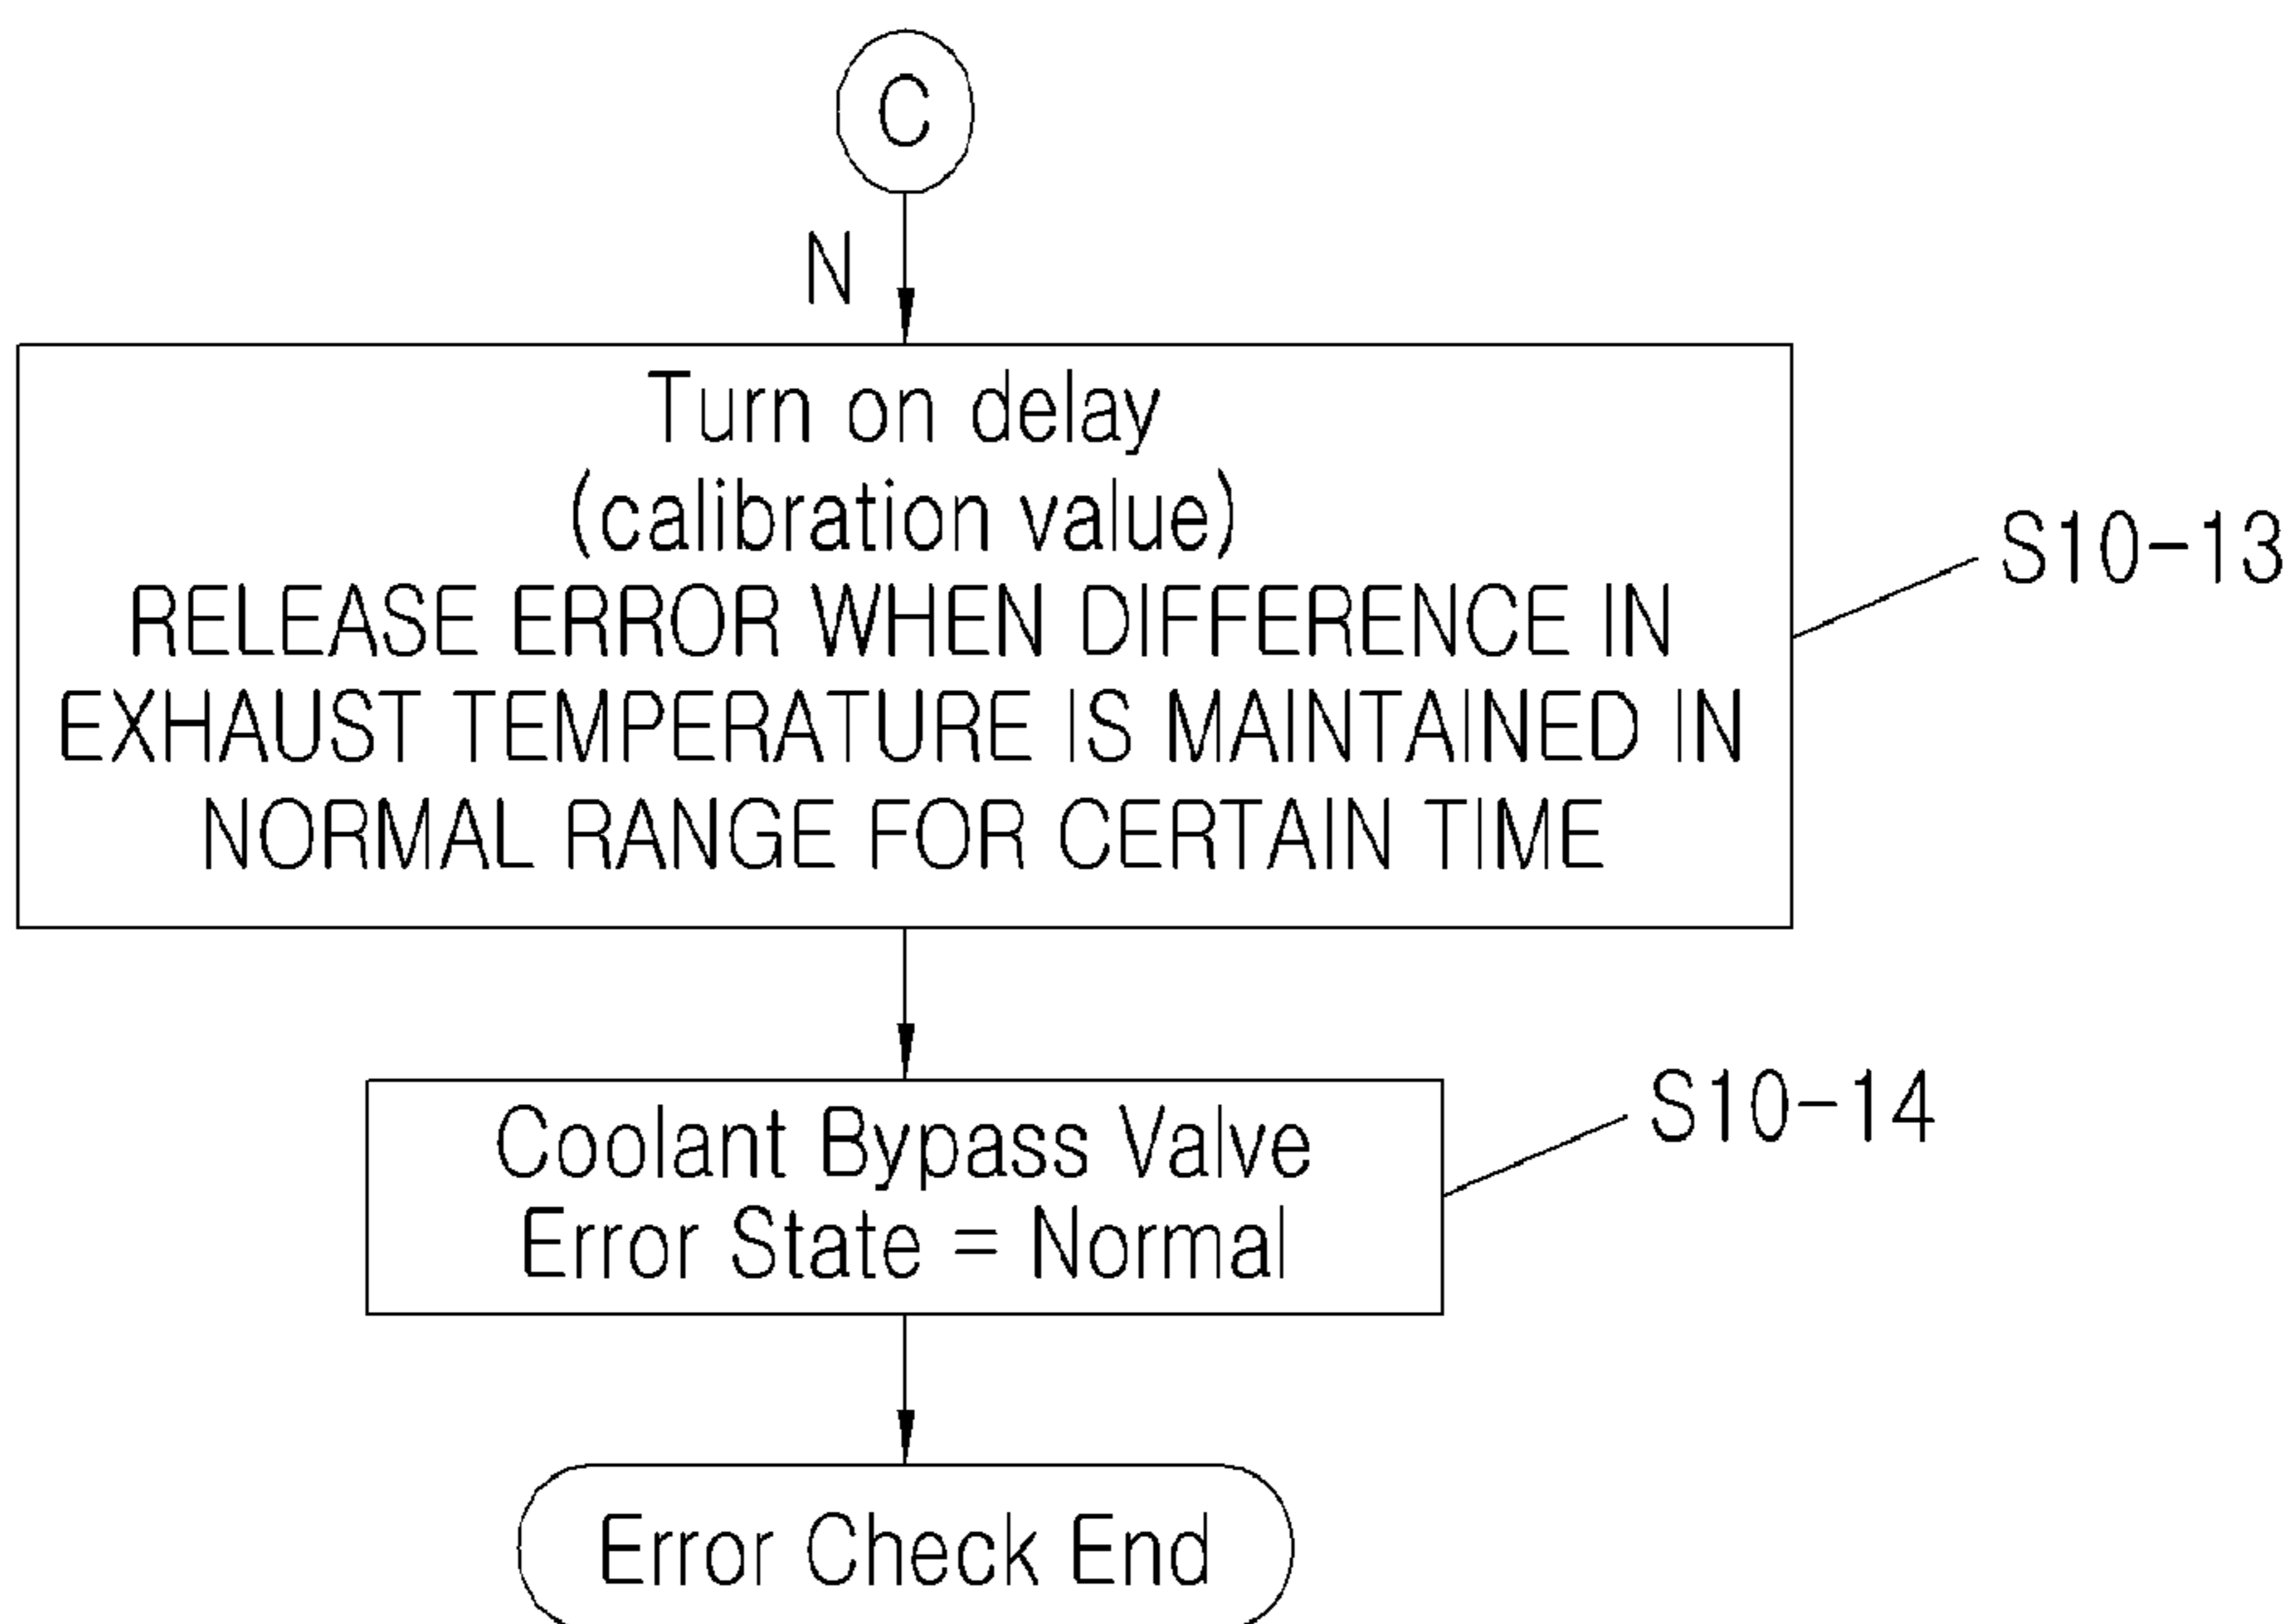 C
N
Turn on delay
(calibration value)
RELEASE ERROR WHEN DIFFERENCE IN
EXHAUST TEMPERATURE IS MAINTAINED IN
NORMAL RANGE FOR CERTAIN TIME
S10-13
Coolant Bypass Valve
Error State = Normal
S10-14
Error Check End